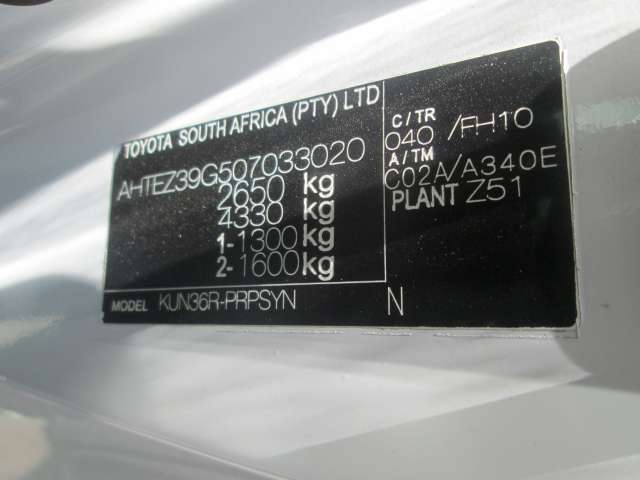 TOYOTA SOUTH AFRICA (PTY) LTD
AHTEZ39G507033020
2650 kg
4330 kg
1-1300 kg
2-1600 kg
C/TR
040 /FH10
A/TM
C02A/A340E
PLANT Z51
MODEL KUN36R-PRPSYN N